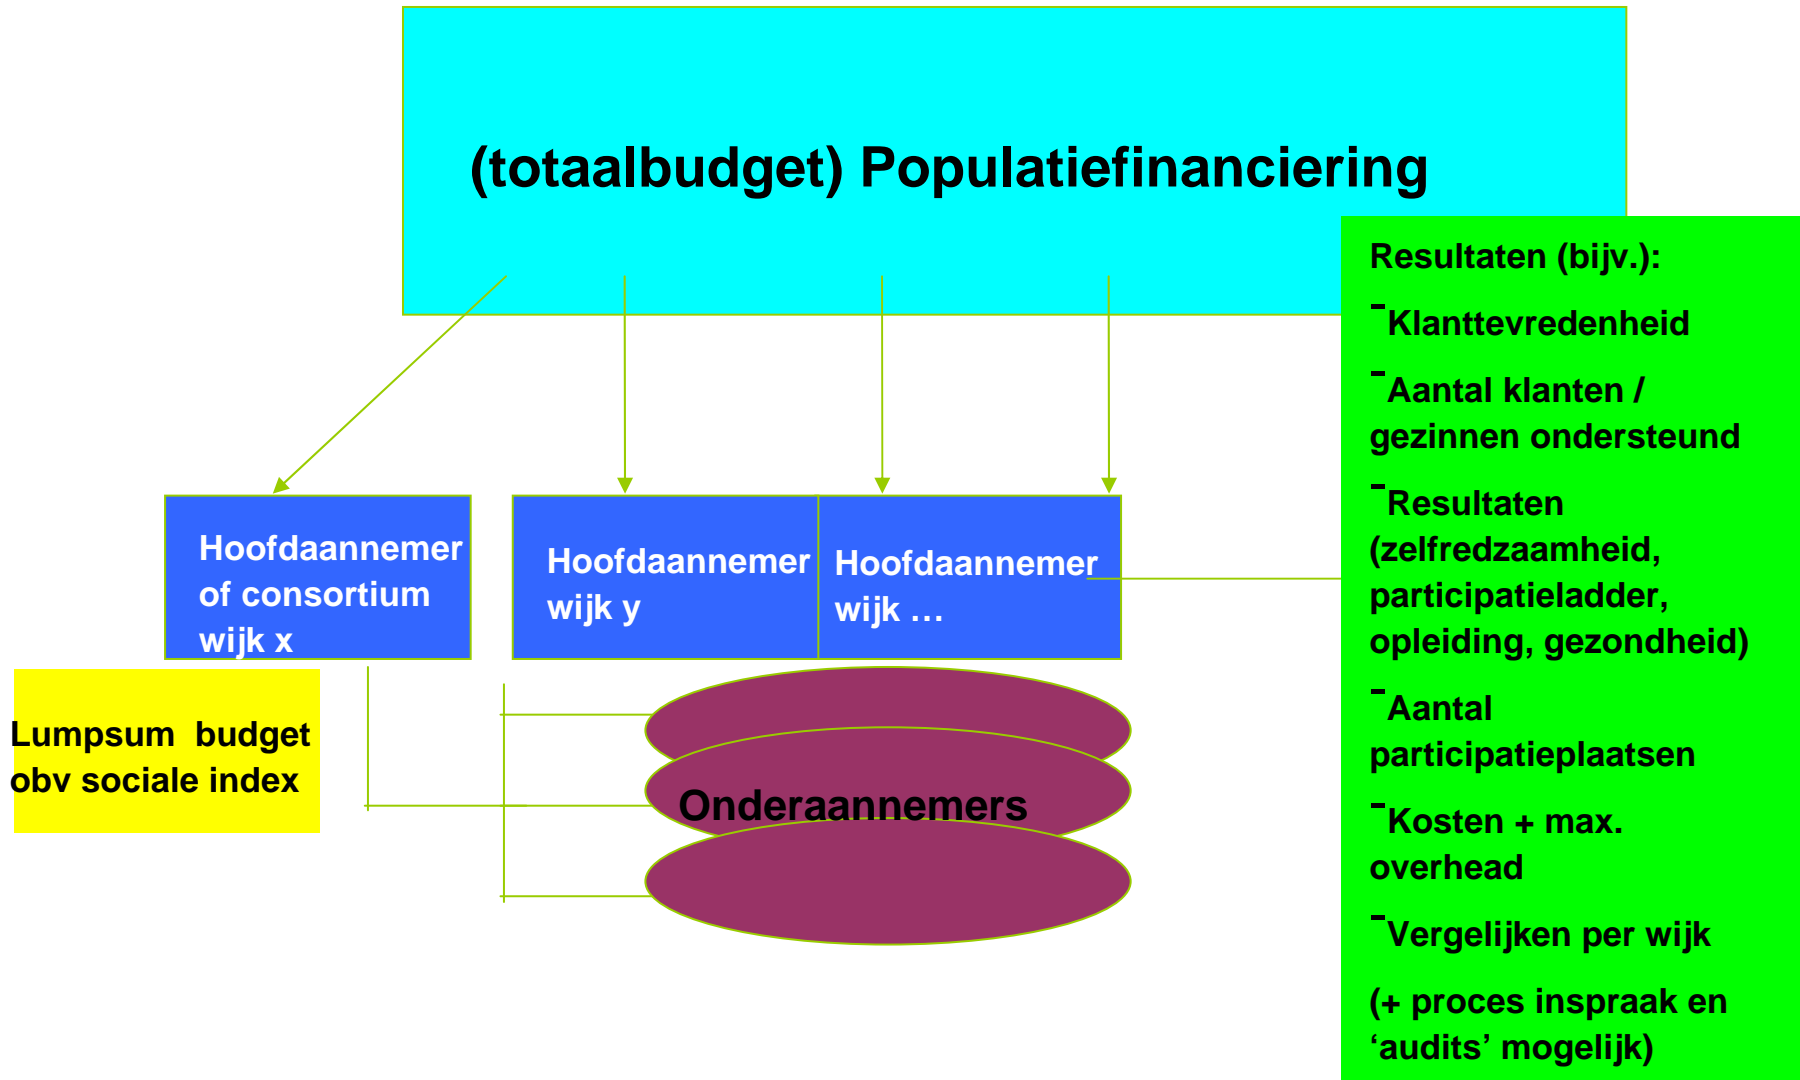 (totaalbudget) Populatiefinanciering
Hoofdaannemer
of consortium
wijk x
Hoofdaannemer
wijk y
Hoofdaannemer
wijk …
Lumpsum budget
obv sociale index
Onderaannemers
Resultaten (bijv.):
-Klanttevredenheid
-Aantal klanten /
gezinnen ondersteund
-Resultaten
(zelfredzaamheid,
participatieladder,
opleiding, gezondheid)
-Aantal
participatieplaatsen
-Kosten + max.
overhead
-Vergelijken per wijk
(+ proces inspraak en
‘audits’ mogelijk)